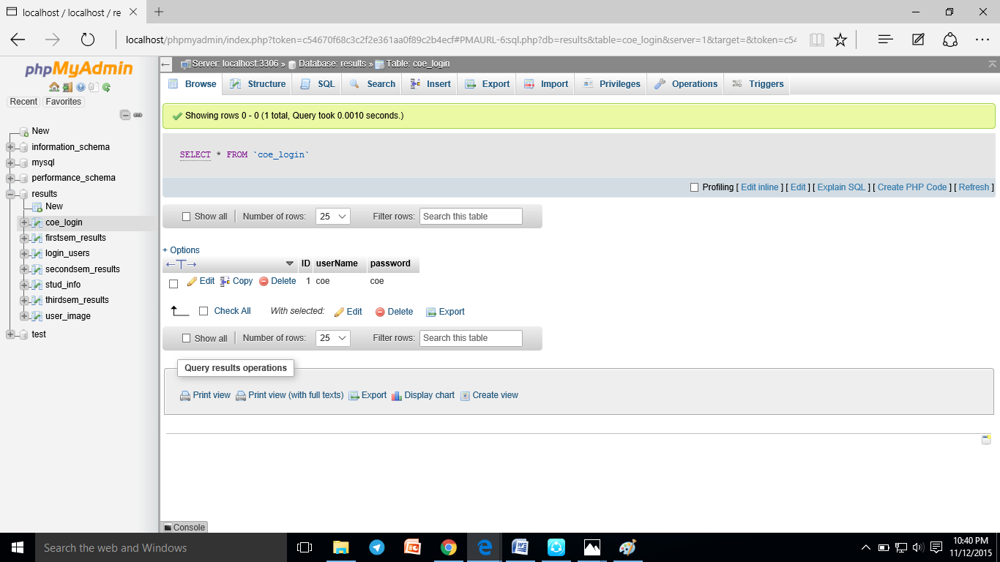 localhost / localhost / re
localhost/phpmyadmin/index.php?token=c54670f68c3c2f2e361aa0f89c2b4ecf#PMAURL-6:sql.php?db=results&table=coe_login&server=1&target=&token=c54
phpMyAdmin
Recent Favorites
New
information_schema
mysql
performance_schema
results
New
coe_login
firstsem_results
login_users
secondsem_results
stud_info
thirdsem_results
user_image
test
Server: localhost:3306 » Database: results » Table: coe_login
Browse Structure SQL Search Insert Export Import Privileges Operations Triggers
Showing rows 0 - 0 (1 total, Query took 0.0010 seconds.)
SELECT * FROM `coe_login`
Profiling [ Edit inline ] [ Edit ] [ Explain SQL ] [ Create PHP Code ] [ Refresh ]
Show all Number of rows: 25 Filter rows: Search this table
+ Options
←T→ ID userName password
Edit Copy Delete 1 coe coe
Check All With selected: Edit Delete Export
Show all Number of rows: 25 Filter rows: Search this table
Query results operations
Print view Print view (with full texts) Export Display chart Create view
Console
Search the web and Windows
10:40 PM
11/12/2015